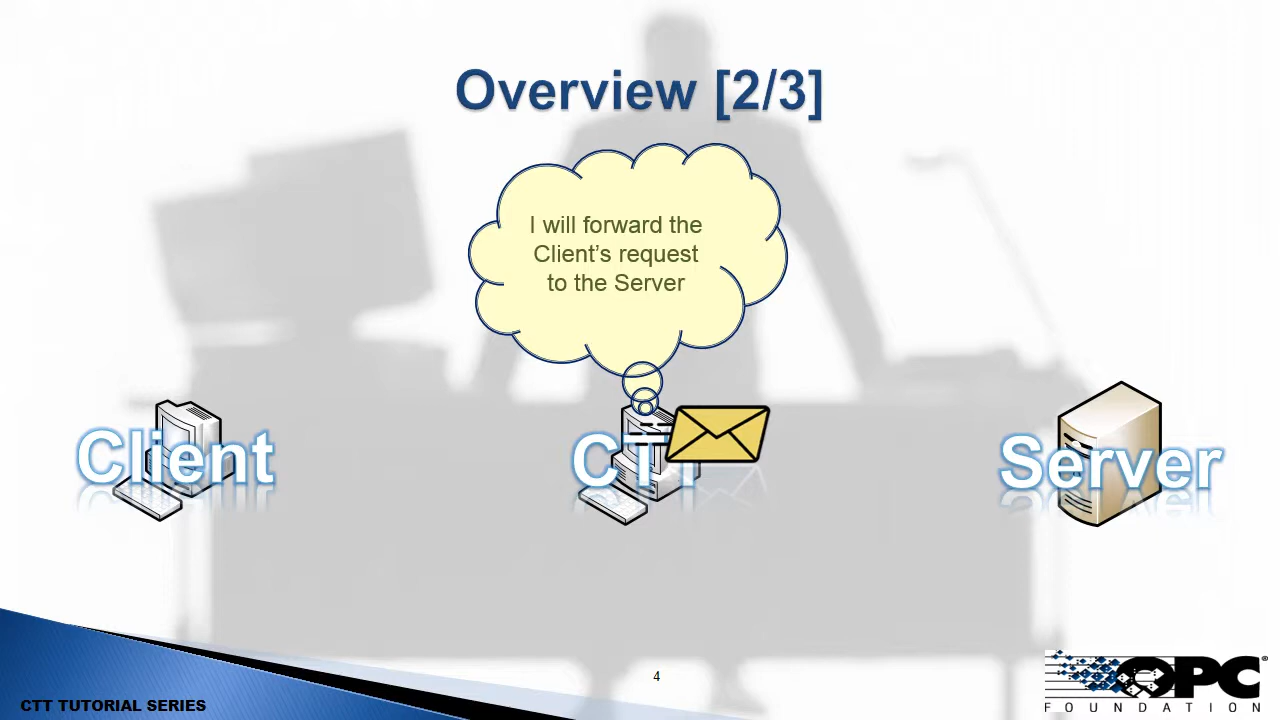 Overview [2/3]
I will forward the
Client’s request
to the Server
Client
CTT
Server
4
CTT TUTORIAL SERIES
OPC®
FOUNDATION